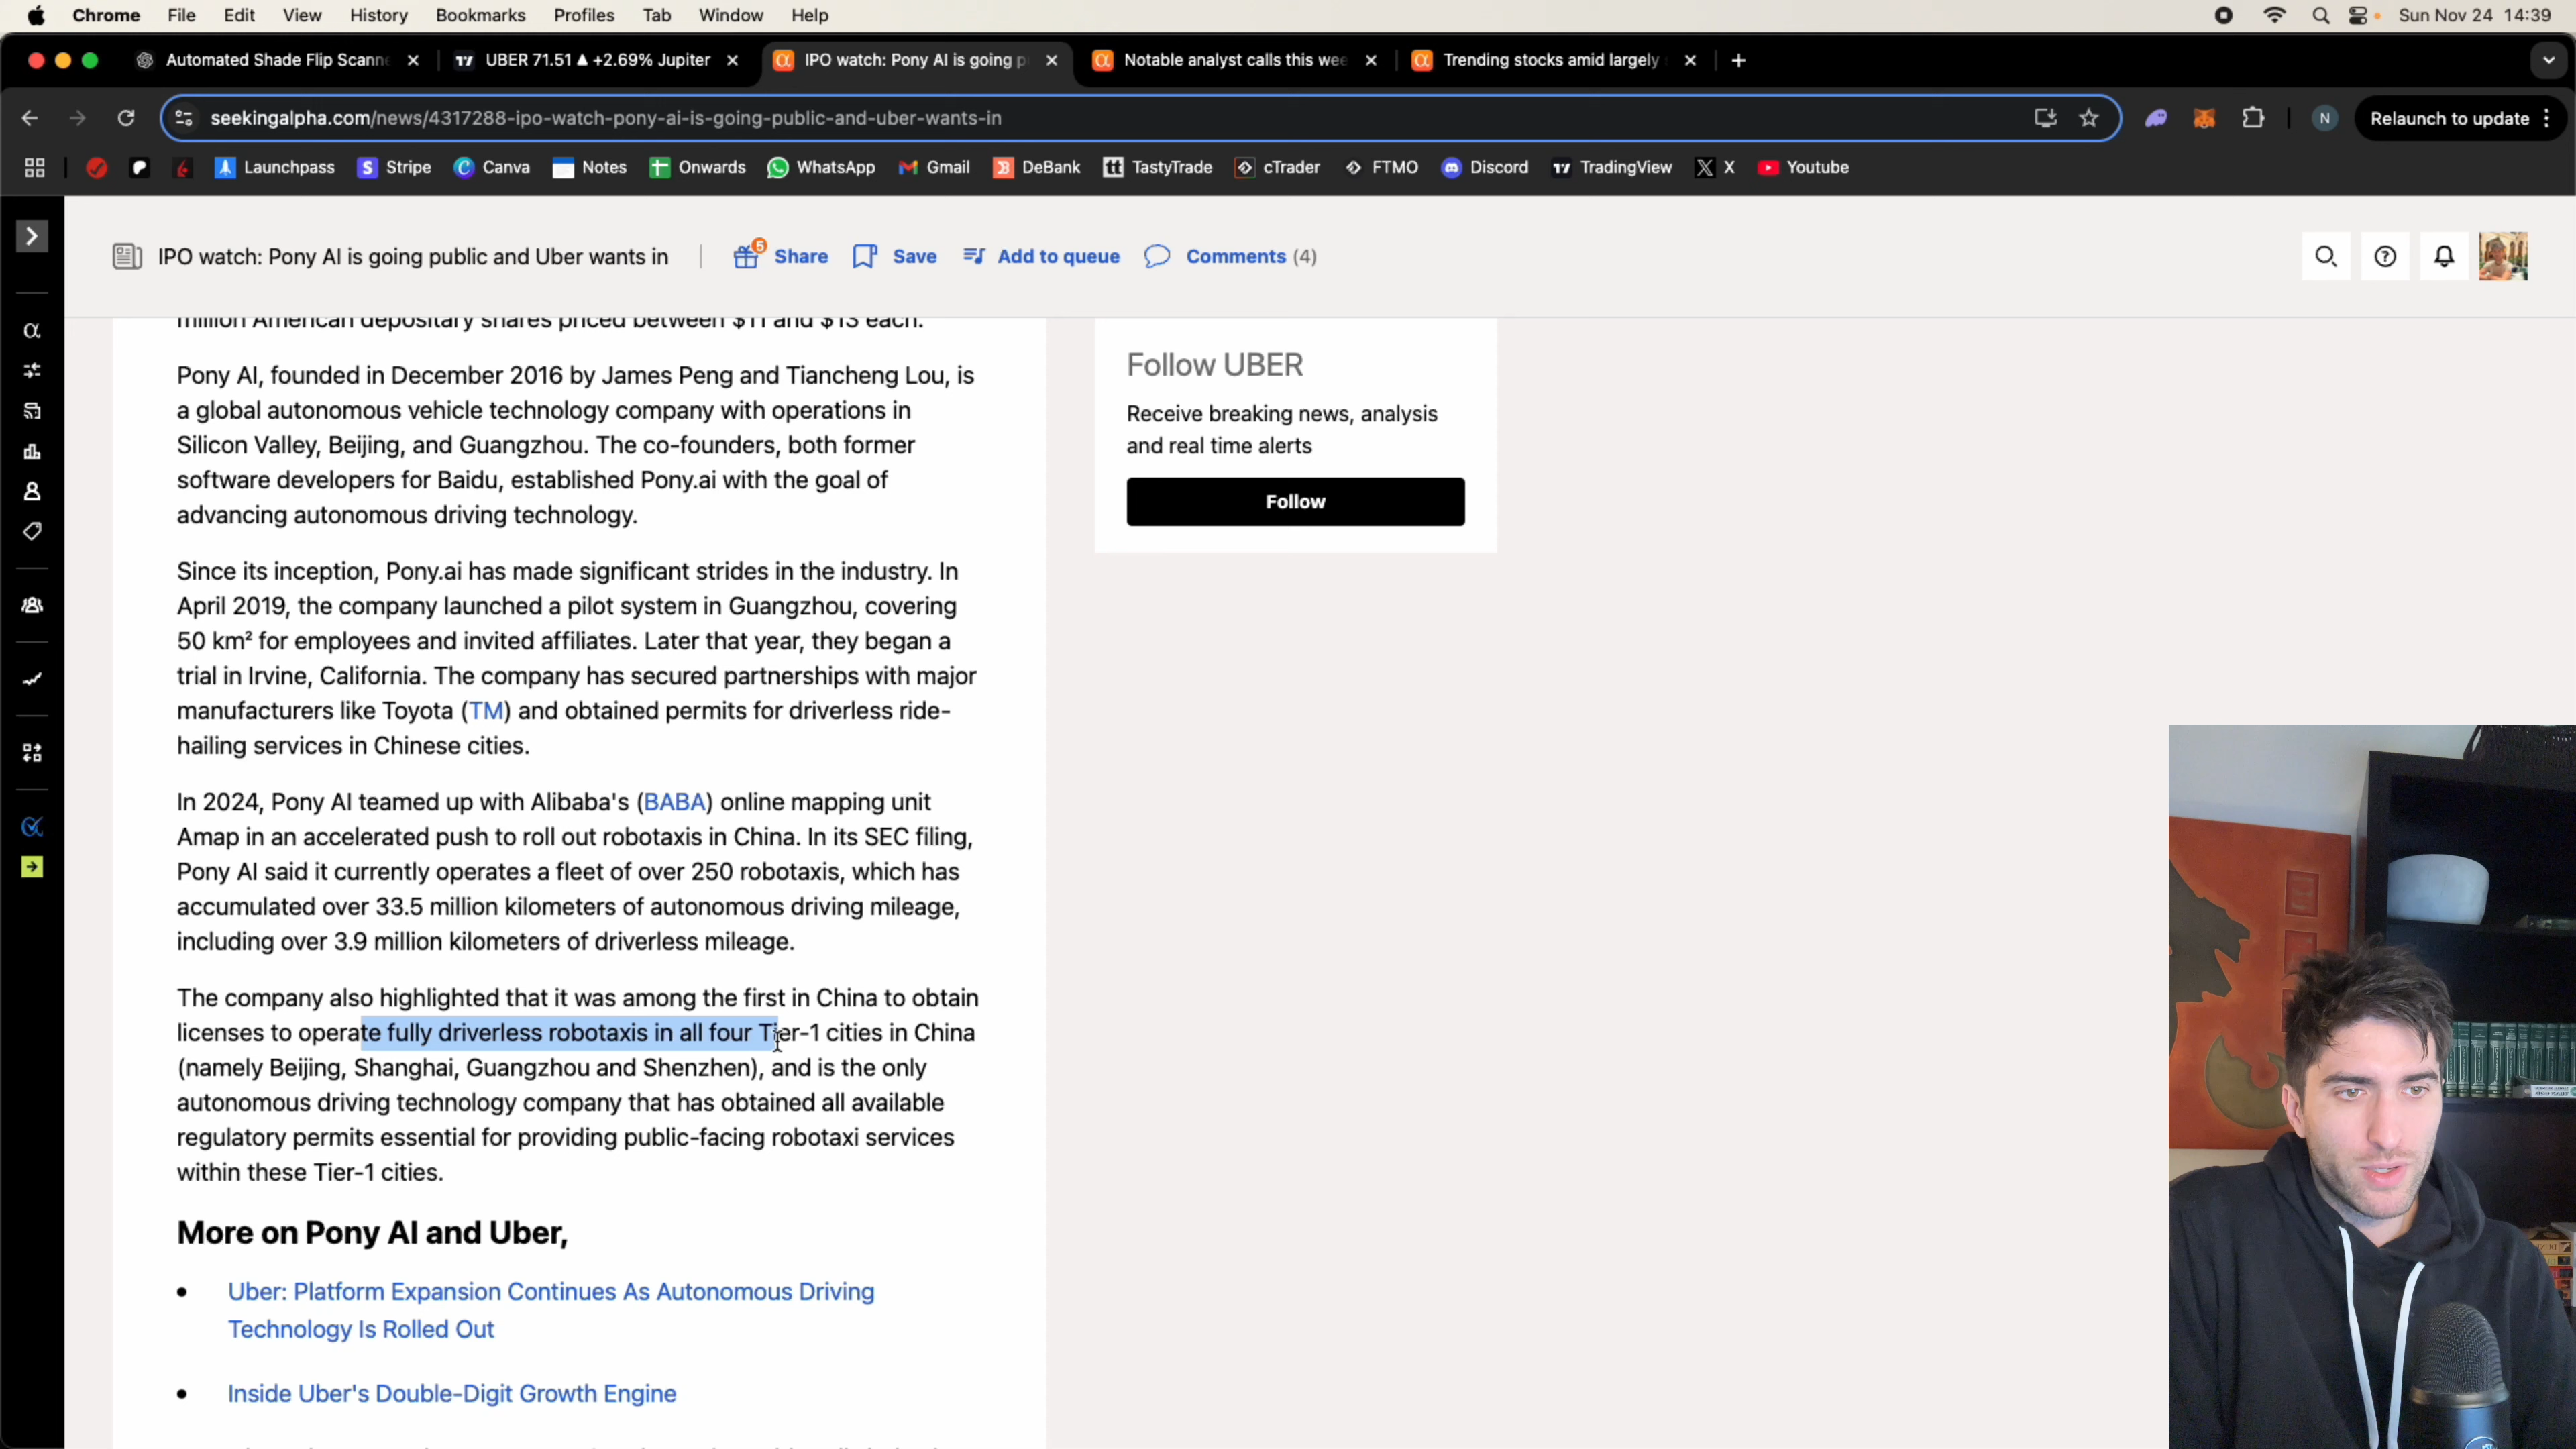 Chrome File Edit View History Bookmarks Profiles Tab Window Help Sun Nov 24 14:39
Automated Shade Flip Scann UBER 71.51 ▲ +2.69% Jupiter IPO watch: Pony AI is going p Notable analyst calls this wee Trending stocks amid largely
seekingalpha.com/news/4317288-ipo-watch-pony-ai-is-going-public-and-uber-wants-in N Relaunch to update
Launchpass Stripe Canva Notes Onwards WhatsApp Gmail DeBank TastyTrade cTrader FTMO Discord TradingView X Youtube
IPO watch: Pony AI is going public and Uber wants in 5 Share Save Add to queue Comments (4)
million American depositary shares priced between $11 and $13 each.
Pony AI, founded in December 2016 by James Peng and Tiancheng Lou, is
a global autonomous vehicle technology company with operations in
Silicon Valley, Beijing, and Guangzhou. The co-founders, both former
software developers for Baidu, established Pony.ai with the goal of
advancing autonomous driving technology.
Since its inception, Pony.ai has made significant strides in the industry. In
April 2019, the company launched a pilot system in Guangzhou, covering
50 km² for employees and invited affiliates. Later that year, they began a
trial in Irvine, California. The company has secured partnerships with major
manufacturers like Toyota (TM) and obtained permits for driverless ride-
hailing services in Chinese cities.
In 2024, Pony AI teamed up with Alibaba's (BABA) online mapping unit
Amap in an accelerated push to roll out robotaxis in China. In its SEC filing,
Pony AI said it currently operates a fleet of over 250 robotaxis, which has
accumulated over 33.5 million kilometers of autonomous driving mileage,
including over 3.9 million kilometers of driverless mileage.
The company also highlighted that it was among the first in China to obtain
licenses to operate fully driverless robotaxis in all four Tier-1 cities in China
(namely Beijing, Shanghai, Guangzhou and Shenzhen), and is the only
autonomous driving technology company that has obtained all available
regulatory permits essential for providing public-facing robotaxi services
within these Tier-1 cities.
More on Pony AI and Uber,
Uber: Platform Expansion Continues As Autonomous Driving
Technology Is Rolled Out
Inside Uber's Double-Digit Growth Engine
Follow UBER
Receive breaking news, analysis
and real time alerts
Follow